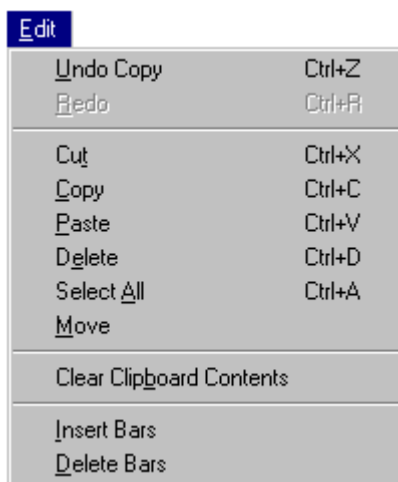 Edit
Undo Copy Ctrl+Z
Redo Ctrl+R
Cut Ctrl+X
Copy Ctrl+C
Paste Ctrl+V
Delete Ctrl+D
Select All Ctrl+A
Move
Clear Clipboard Contents
Insert Bars
Delete Bars